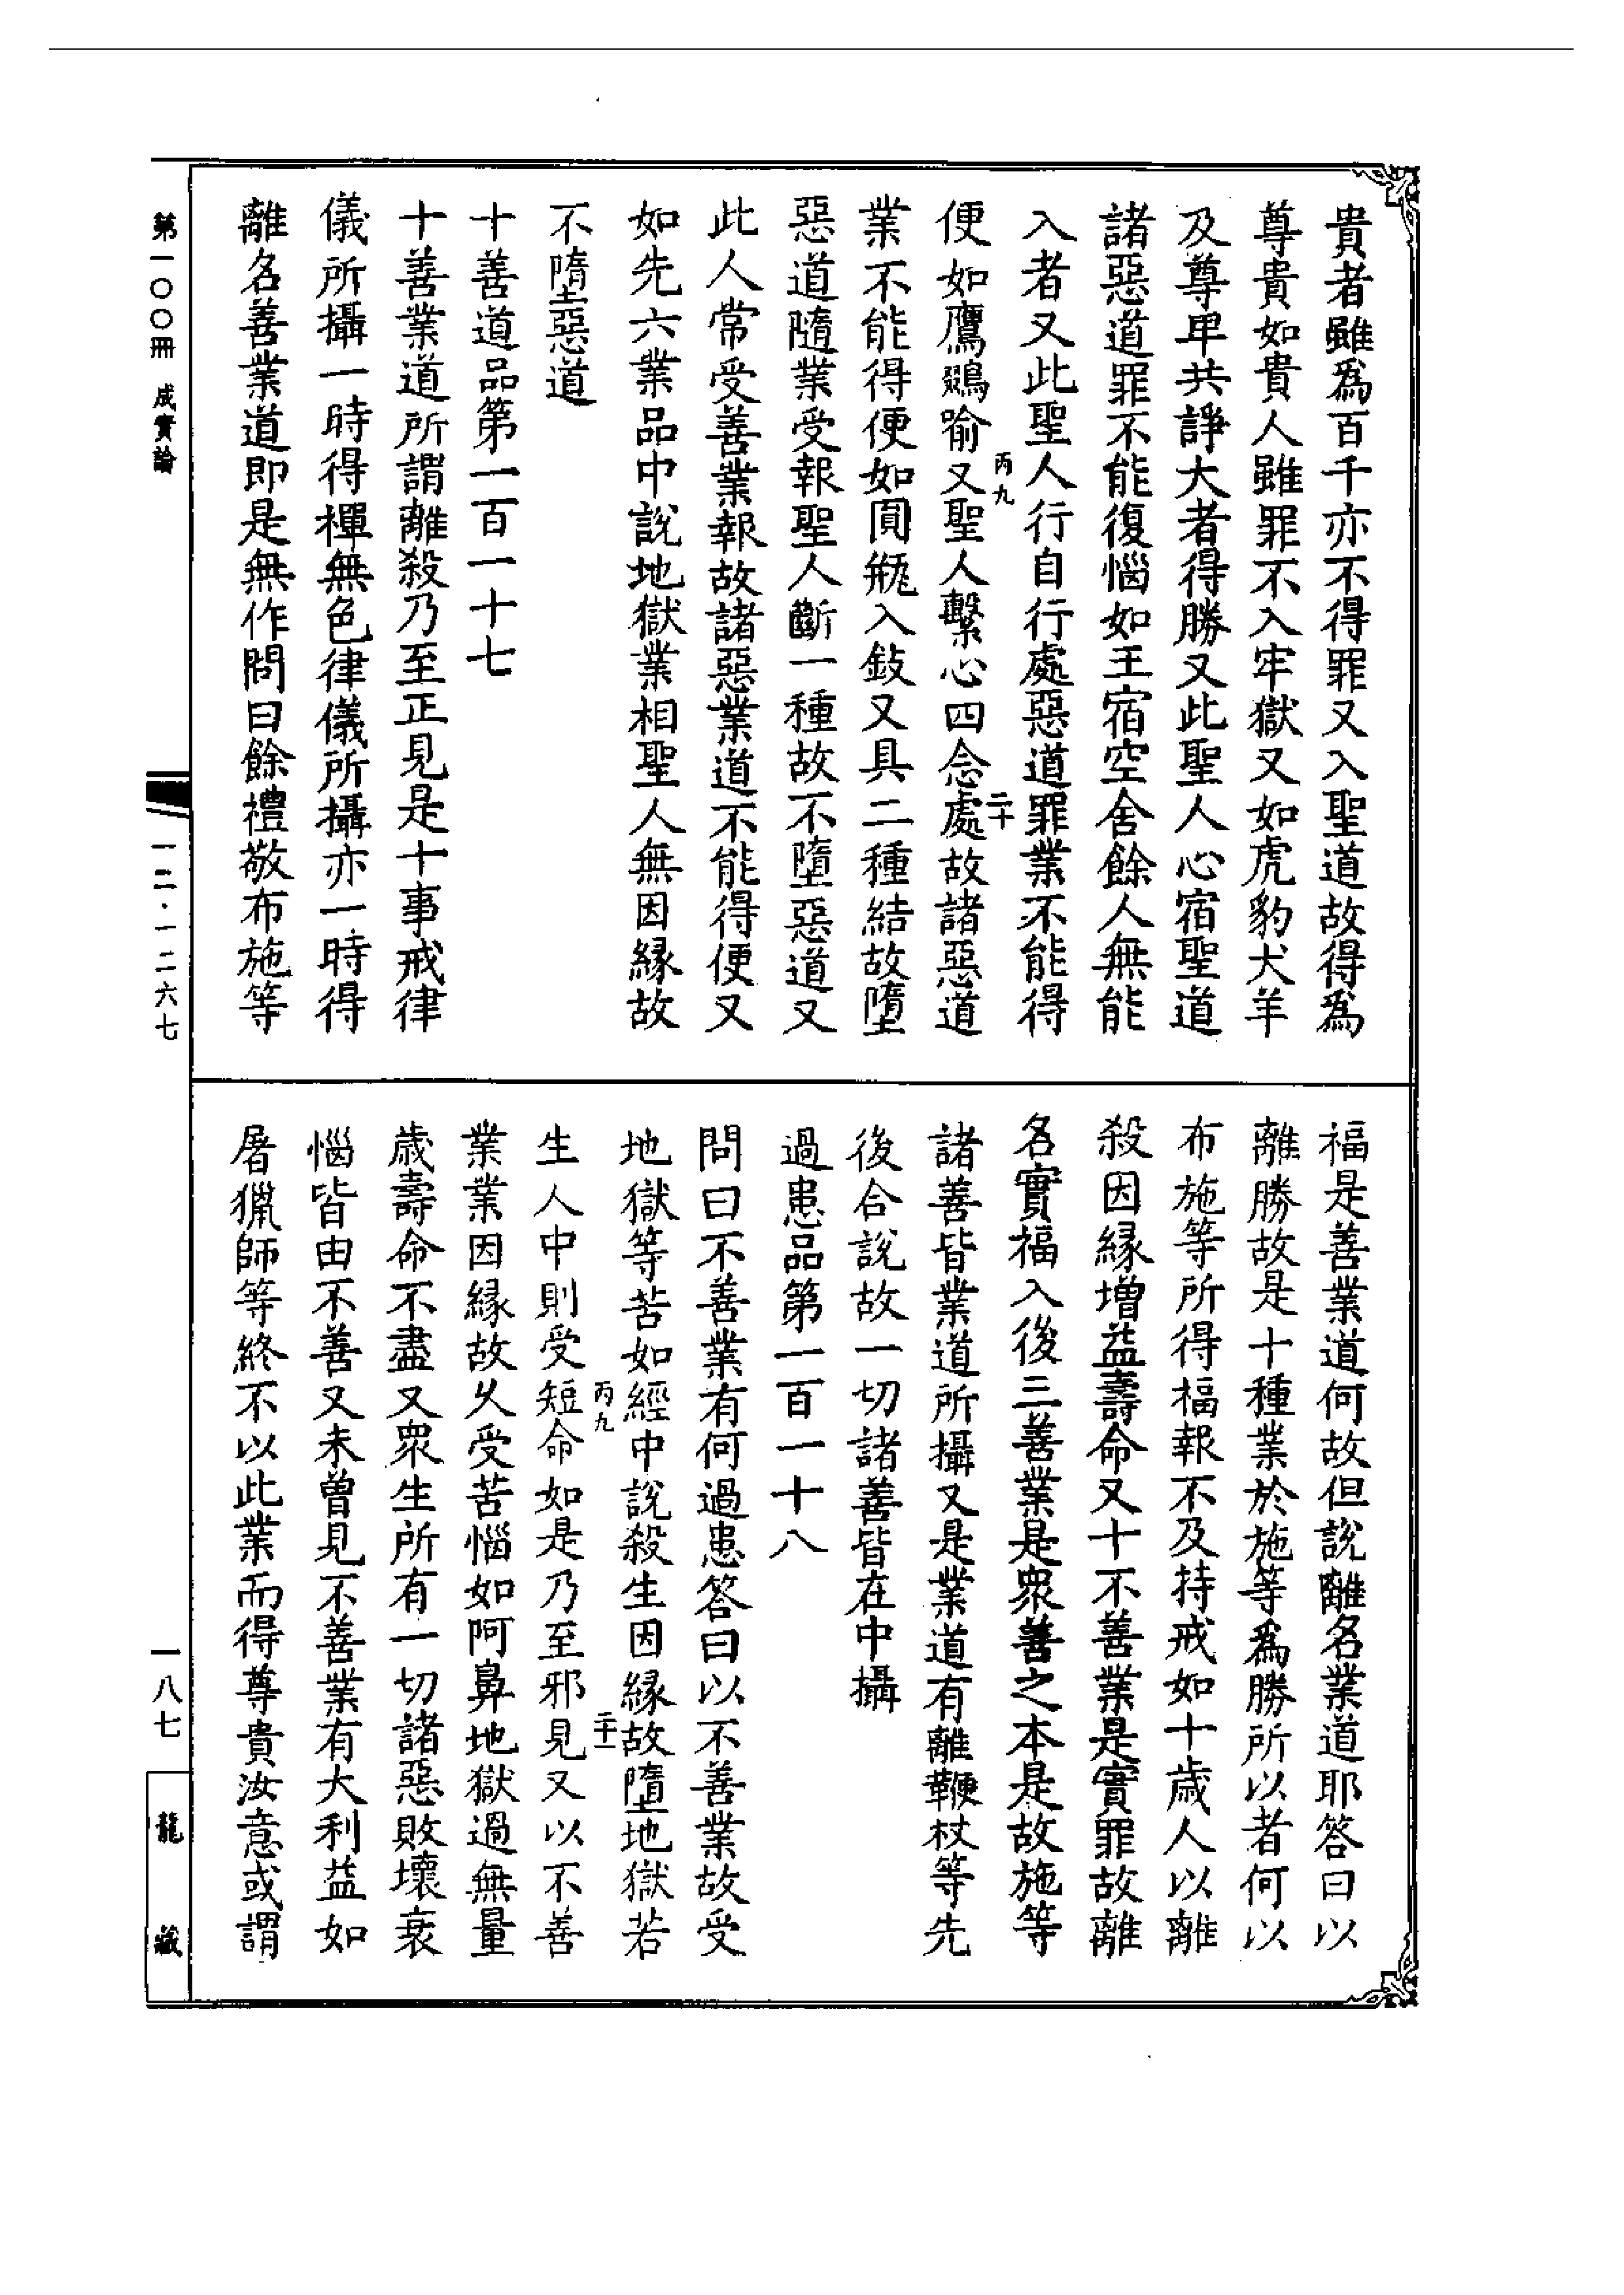 貴者雖爲百千亦不得罪又入聖道故得爲
尊貴如貴人雖罪不入牢獄又如虎豹犬羊
及尊卑共諍大者得勝又此聖人心宿聖道
諸惡道罪不能復惱如王宿空舍餘人無能
入者又此聖人行自行處惡道罪業不能得
便如鷹鷂喻又聖人繫心四念處故諸惡道
丙九
二十
業不能得便如圓瓶入鈙又具二種結故墮
惡道隨業受報聖人斷一種故不墮惡道又
此人常受善業報故諸惡業道不能得便又
如先六業品中說地獄業相聖人無因緣故
不墮惡道
十善道品第一百一十七
十善業道所謂離殺乃至正見是十事戒律
儀所攝一時得禪無色律儀所攝亦一時得
離名善業道即是無作問曰餘禮敬布施等
福是善業道何故但說離名業道耶答曰以
離勝故是十種業於施等爲勝所以者何以
布施等所得福報不及持戒如十歲人以離
殺因緣增益壽命又十不善業是實罪故離
名實福入後三善業是衆善之本是故施等
諸善皆業道所攝又是業道有離鞭杖等先
後合說故一切諸善皆在中攝
過患品第一百一十八
問曰不善業有何過患答曰以不善業故受
地獄等苦如經中說殺生因緣故墮地獄若
丙九
二十一
生人中則受短命如是乃至邪見又以不善
業業因緣故久受苦惱如阿鼻地獄過無量
歲壽命不盡又衆生所有一切諸惡敗壞衰
惱皆由不善又未曾見不善業有大利益如
屠獵師等終不以此業而得尊貴汝意或謂
第一〇〇冊 成實論
一二·一二六七
一八七
龍藏